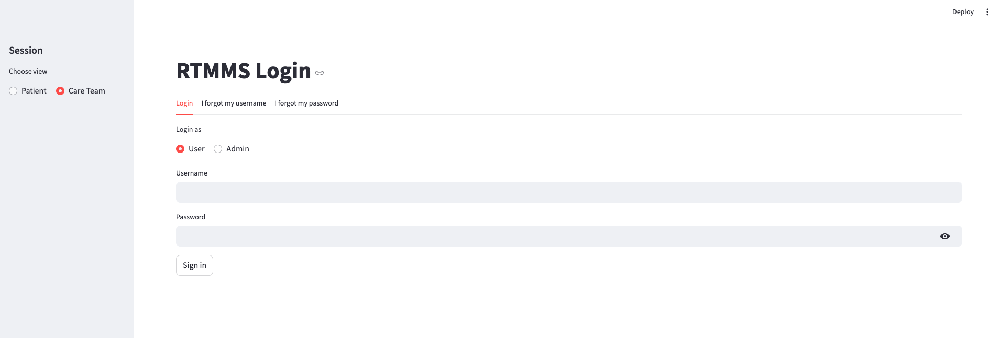 Deploy
Session
Choose view
Patient Care Team
RTMMS Login
Login I forgot my username I forgot my password
Login as
User Admin
Username
Password
Sign in